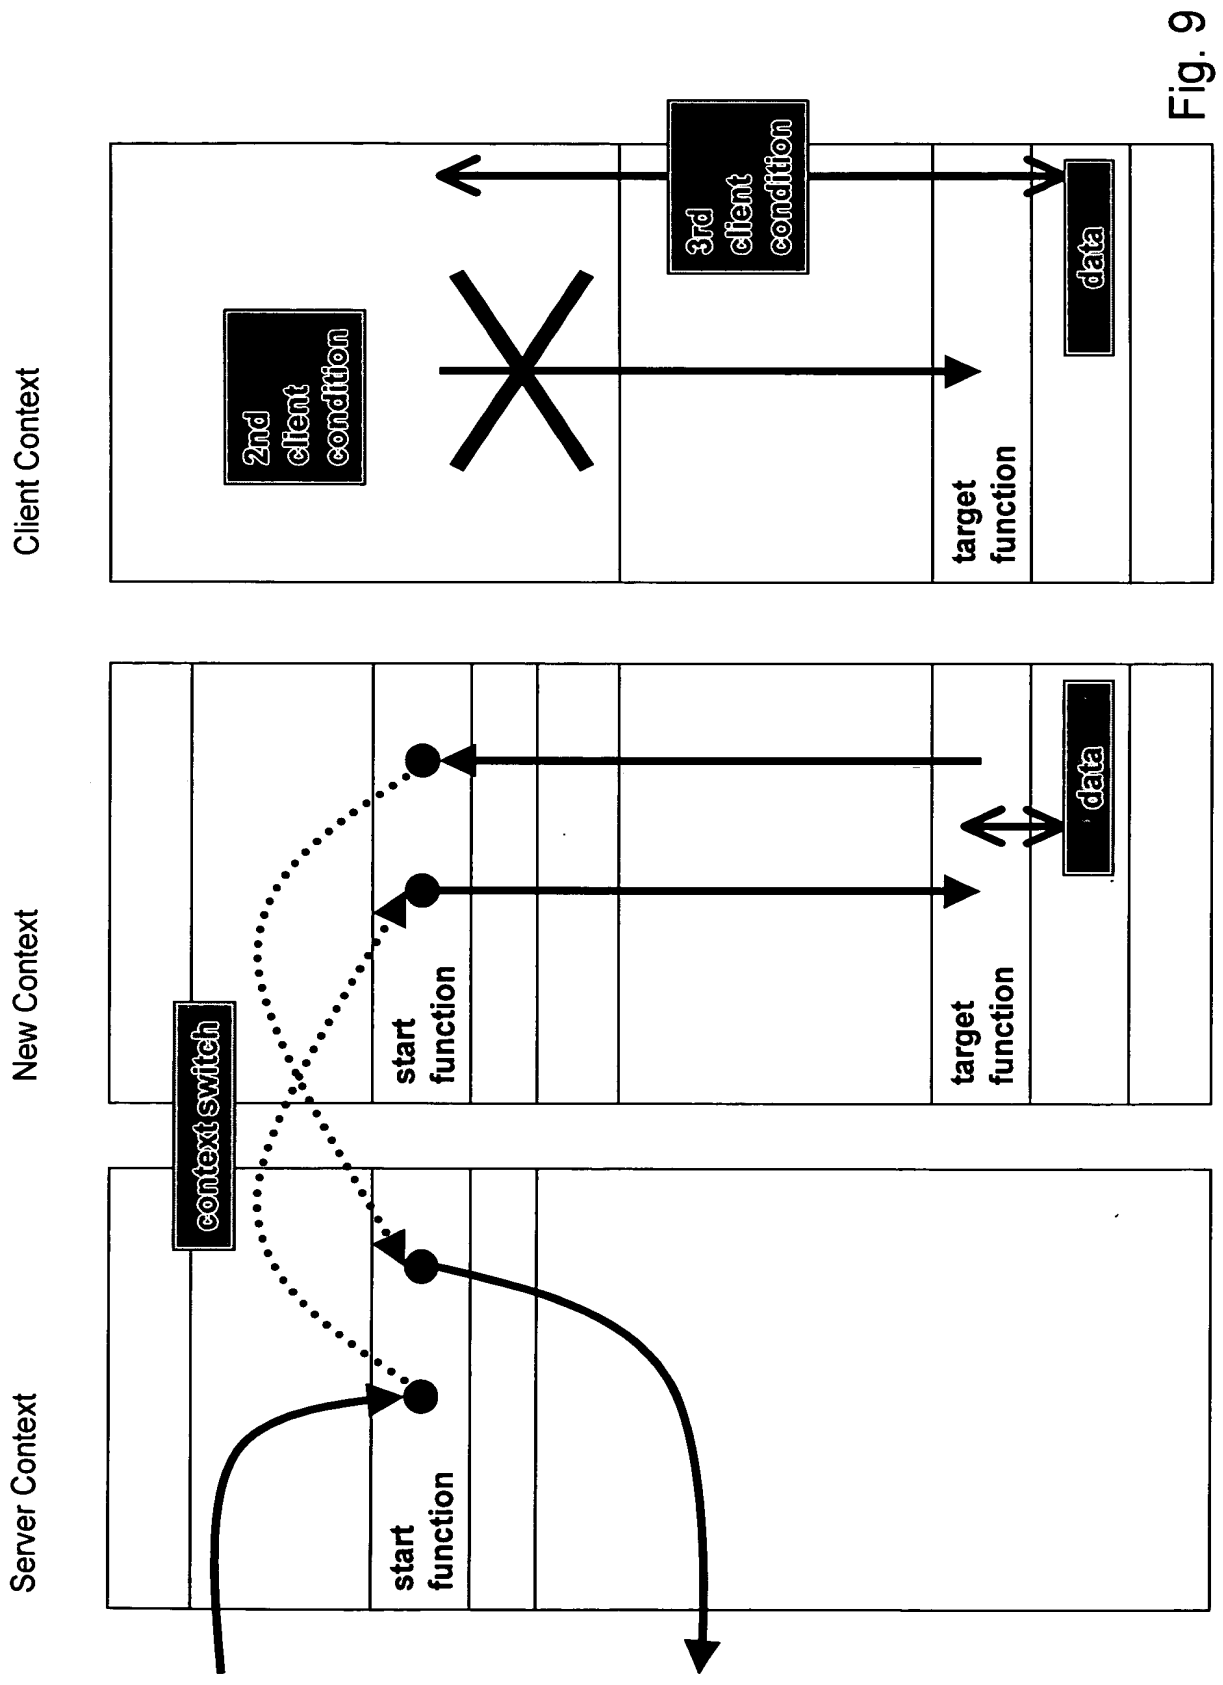 Server Context
New Context
Client Context
context switch
2nd
client
condition
start
function
start
function
3rd
client
condition
target
function
target
function
data
data
Fig. 9